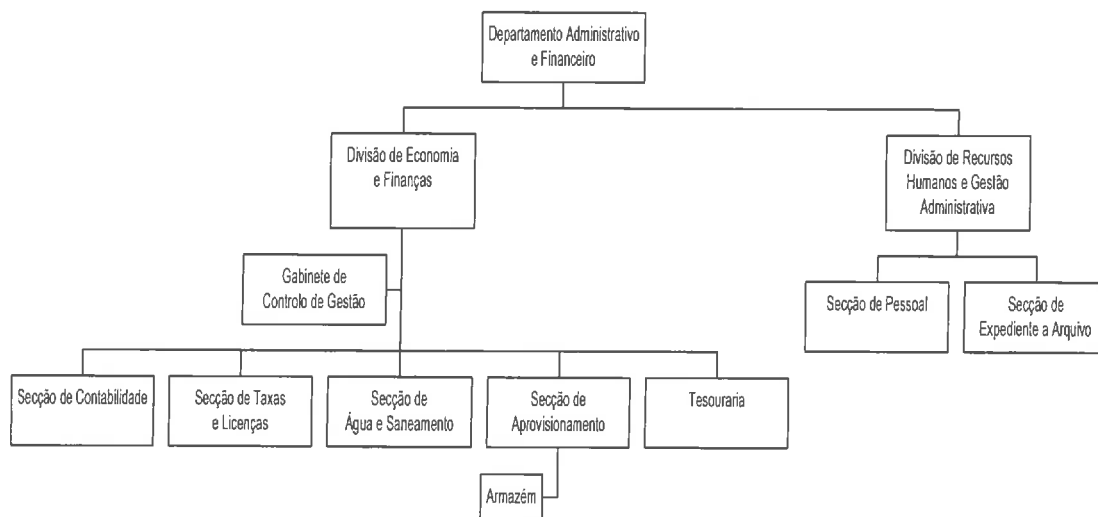 Departamento Administrativo
e Financeiro
Divisão de Economia
e Finanças
Divisão de Recursos
Humanos e Gestão
Administrativa
Gabinete de
Controlo de Gestão
Secção de Pessoal
Secção de
Expediente a Arquivo
Secção de Contabilidade
Secção de Taxas
e Licenças
Secção de
Água e Saneamento
Secção de
Aprovisionamento
Tesouraria
Armazém